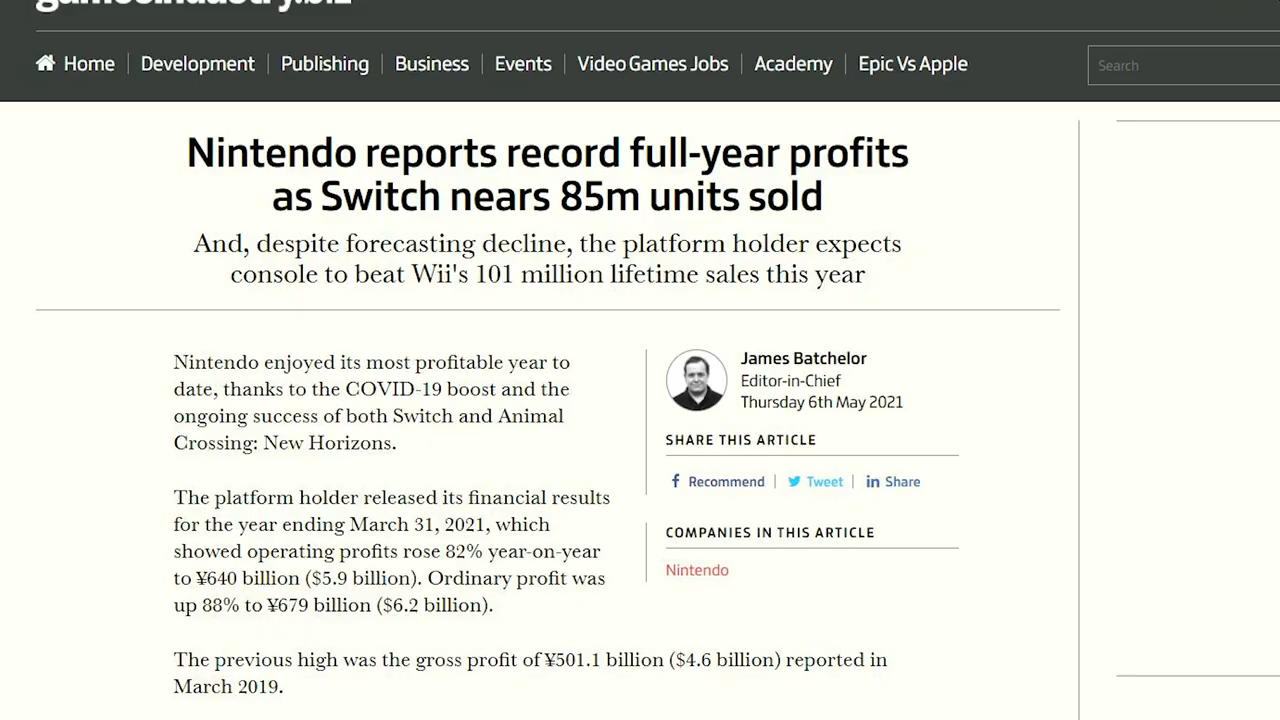 gamesindustry.biz
Home
Development
Publishing
Business
Events
Video Games Jobs
Academy
Epic Vs Apple
Search
Nintendo reports record full-year profits
as Switch nears 85m units sold
And, despite forecasting decline, the platform holder expects
console to beat Wii's 101 million lifetime sales this year
Nintendo enjoyed its most profitable year to
date, thanks to the COVID-19 boost and the
ongoing success of both Switch and Animal
Crossing: New Horizons.
The platform holder released its financial results
for the year ending March 31, 2021, which
showed operating profits rose 82% year-on-year
to ¥640 billion ($5.9 billion). Ordinary profit was
up 88% to ¥679 billion ($6.2 billion).
The previous high was the gross profit of ¥501.1 billion ($4.6 billion) reported in
March 2019.
James Batchelor
Editor-in-Chief
Thursday 6th May 2021
SHARE THIS ARTICLE
Recommend
Tweet
Share
COMPANIES IN THIS ARTICLE
Nintendo